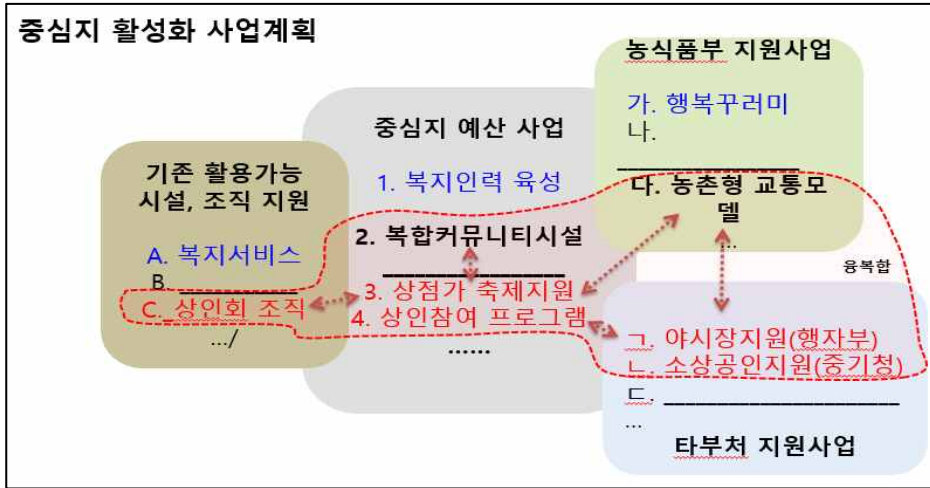 중심지 활성화 사업계획
기존 활용가능
시설, 조직 지원
A. 복지서비스
B. __________
C. 상인회 조직
.../
중심지 예산 사업
1. 복지인력 육성
2. 복합커뮤니티시설
__________
3. 상점가 축제지원
4. 상인참여 프로그램
......
농식품부 지원사업
가. 행복꾸러미
나.
__________
다. 농촌형 교통모
델
...
융복합
ㄱ. 야시장지원(행자부)
ㄴ. 소상공인지원(중기청)
ㄷ. __________
...
타부처 지원사업